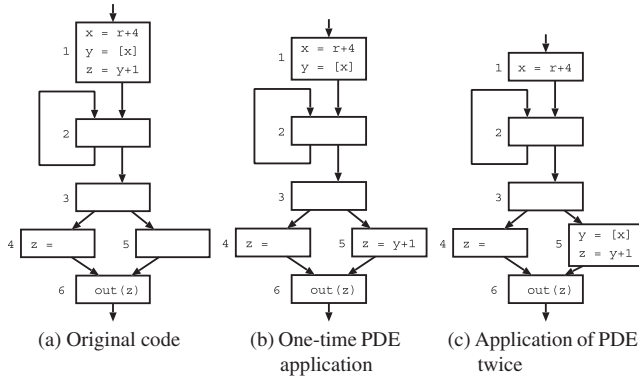 1
x = r+4
y = [x]
z = y+1
2
3
4
z =
5
6
out(z)
(a) Original code
1
x = r+4
y = [x]
2
3
4
z =
5
z = y+1
6
out(z)
(b) One-time PDE
application
1
x = r+4
2
3
4
z =
5
y = [x]
z = y+1
6
out(z)
(c) Application of PDE
twice